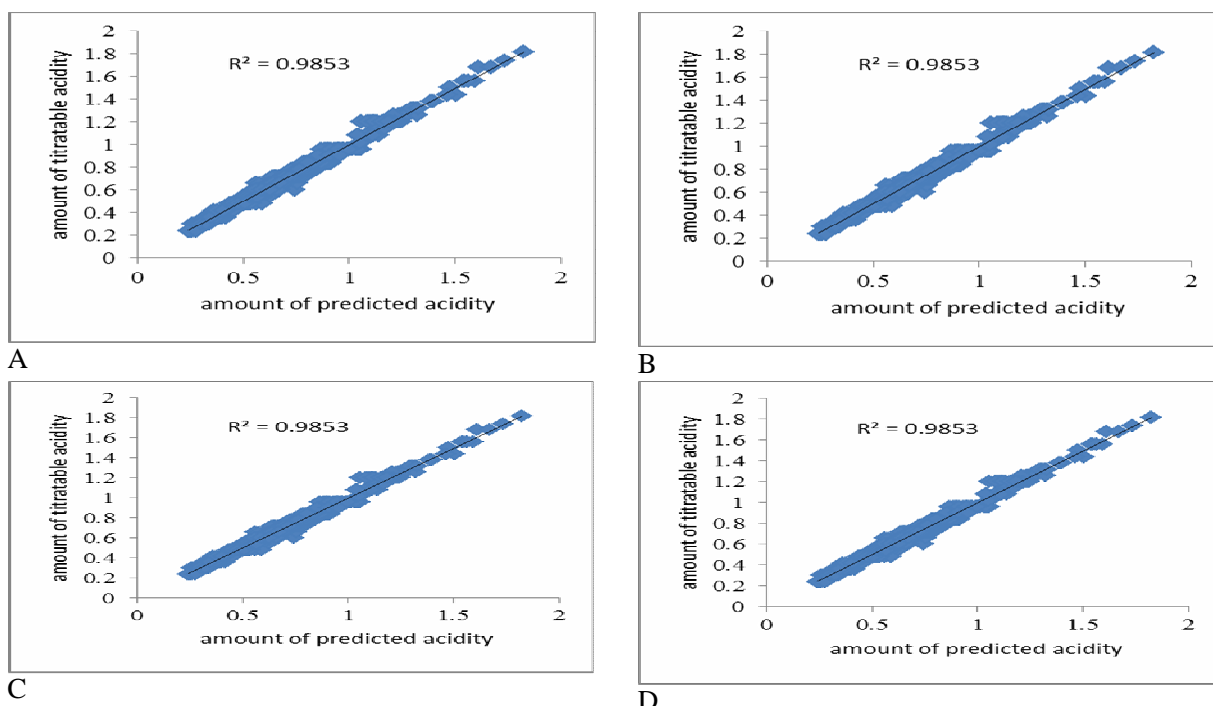 2
1.8
1.6
1.4
1.2
1
0.8
0.6
0.4
0.2
0
amount of titratable acidity
R² = 0.9853
0 0.5 1 1.5 2
amount of predicted acidity
A
2
1.8
1.6
1.4
1.2
1
0.8
0.6
0.4
0.2
0
amount of titratable acidity
R² = 0.9853
0 0.5 1 1.5 2
amount of predicted acidity
B
2
1.8
1.6
1.4
1.2
1
0.8
0.6
0.4
0.2
0
amount of titratable acidity
R² = 0.9853
0 0.5 1 1.5 2
amount of predicted acidity
C
2
1.8
1.6
1.4
1.2
1
0.8
0.6
0.4
0.2
0
amount of titratable acidity
R² = 0.9853
0 0.5 1 1.5 2
amount of predicted acidity
D